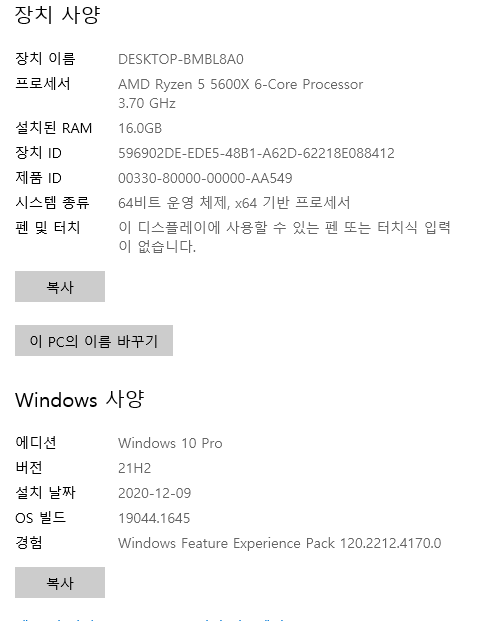 장치 사양
장치 이름 DESKTOP-BMBL8A0
프로세서 AMD Ryzen 5 5600X 6-Core Processor
3.70 GHz
설치된 RAM 16.0GB
장치 ID 596902DE-EDE5-48B1-A62D-62218E088412
제품 ID 00330-80000-00000-AA549
시스템 종류 64비트 운영 체제, x64 기반 프로세서
펜 및 터치 이 디스플레이에 사용할 수 있는 펜 또는 터치식 입력
이 없습니다.
복사
이 PC의 이름 바꾸기
Windows 사양
에디션 Windows 10 Pro
버전 21H2
설치 날짜 2020-12-09
OS 빌드 19044.1645
경험 Windows Feature Experience Pack 120.2212.4170.0
복사